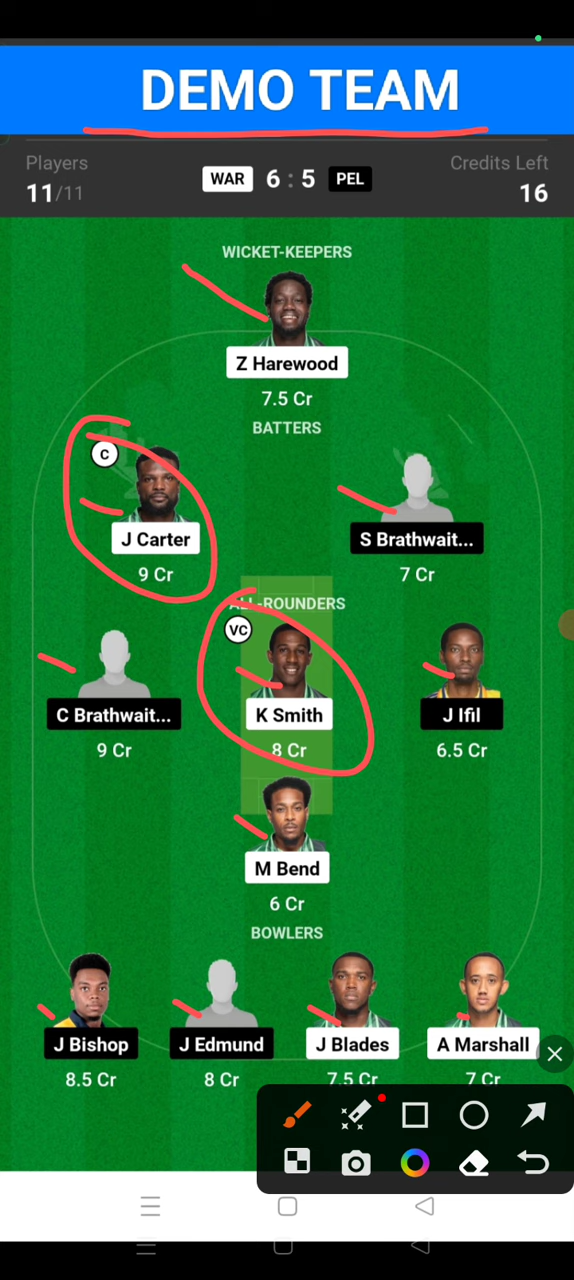 DEMO TEAM
Players
Credits Left
11/11
WAR 6 : 5 PEL
16
WICKET-KEEPERS
Z Harewood
7.5 Cr
BATTERS
C
J Carter
S Brathwait...
9 Cr
7 Cr
ALL-ROUNDERS
VC
C Brathwait...
K Smith
J Ifil
9 Cr
8 Cr
6.5 Cr
M Bend
6 Cr
BOWLERS
J Bishop
J Edmund
J Blades
A Marshall
8.5 Cr
8 Cr
7.5 Cr
7 Cr